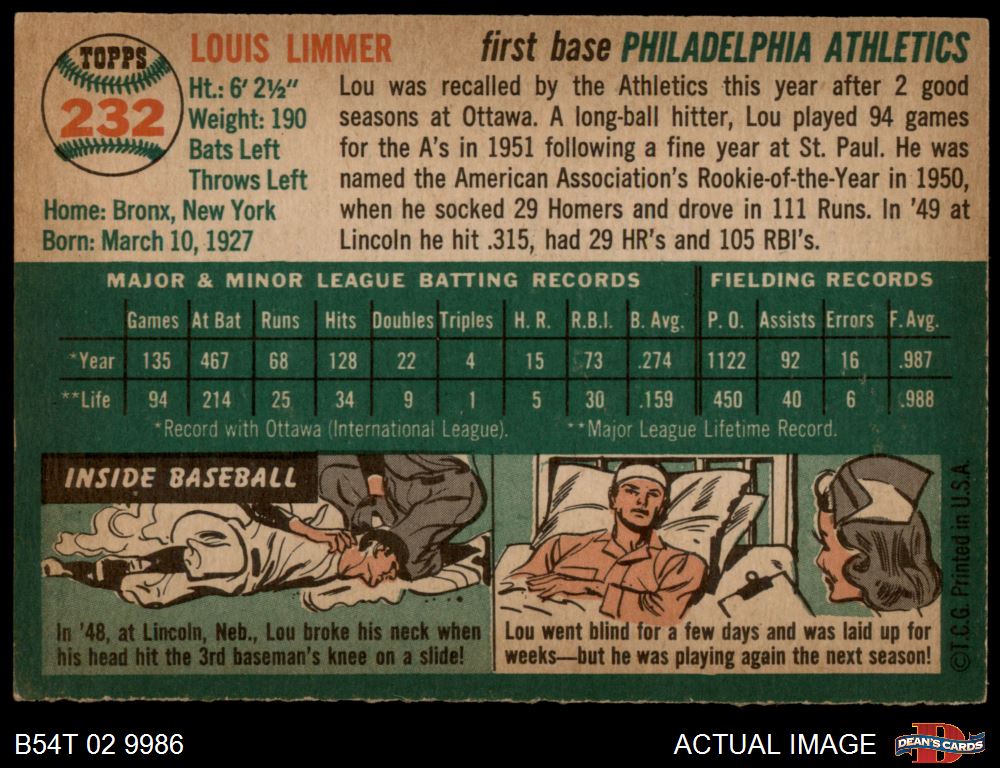 TOPPS
232
LOUIS LIMMER
first base PHILADELPHIA ATHLETICS
Ht.: 6' 2½"
Weight: 190
Bats Left
Throws Left
Home: Bronx, New York
Born: March 10, 1927
Lou was recalled by the Athletics this year after 2 good
seasons at Ottawa. A long-ball hitter, Lou played 94 games
for the A's in 1951 following a fine year at St. Paul. He was
named the American Association's Rookie-of-the-Year in 1950,
when he socked 29 Homers and drove in 111 Runs. In '49 at
Lincoln he hit .315, had 29 HR's and 105 RBI's.
MAJOR & MINOR LEAGUE BATTING RECORDS FIELDING RECORDS
Games At Bat Runs Hits Doubles Triples H. R. R.B.I. B. Avg. P. O. Assists Errors F. Avg.
*Year 135 467 68 128 22 4 15 73 .274 1122 92 16 .987
**Life 94 214 25 34 9 1 5 30 .159 450 40 6 .988
*Record with Ottawa (International League). **Major League Lifetime Record.
INSIDE BASEBALL
In '48, at Lincoln, Neb., Lou broke his neck when
his head hit the 3rd baseman's knee on a slide!
Lou went blind for a few days and was laid up for
weeks—but he was playing again the next season!
©T.C.G. Printed in U.S.A.
B54T 02 9986
ACTUAL IMAGE
D
DEAN'S CARDS